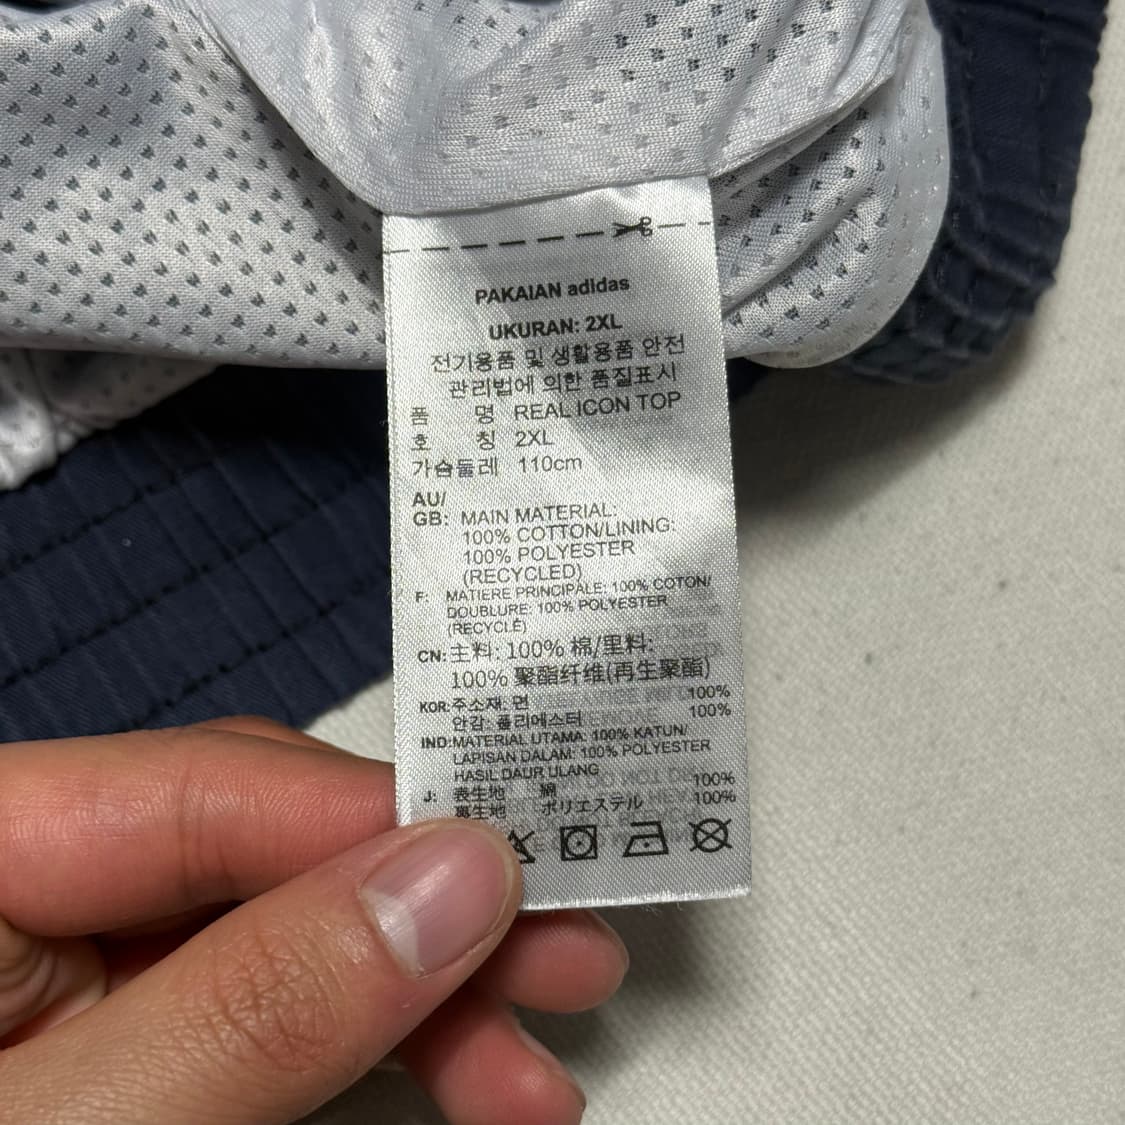 PAKAIAN adidas
UKURAN: 2XL
전기용품 및 생활용품 안전
관리법에 의한 품질표시
품 명 REAL ICON TOP
호 칭 2XL
가슴둘레 110cm
AU/
GB: MAIN MATERIAL:
100% COTTON/LINING:
100% POLYESTER
(RECYCLED)
F: MATIERE PRINCIPALE: 100% COTON/
DOUBLURE: 100% POLYESTER
(RECYCLÉ)
CN: 主料: 100% 棉/里料:
100% 聚酯纤维(再生聚酯)
KOR: 주소재: 면 100%
안감: 폴리에스터 100%
IND: MATERIAL UTAMA: 100% KATUN/
LAPISAN DALAM: 100% POLYESTER
HASIL DAUR ULANG
J: 表生地 綿 100%
裏生地 ポリエステル 100%